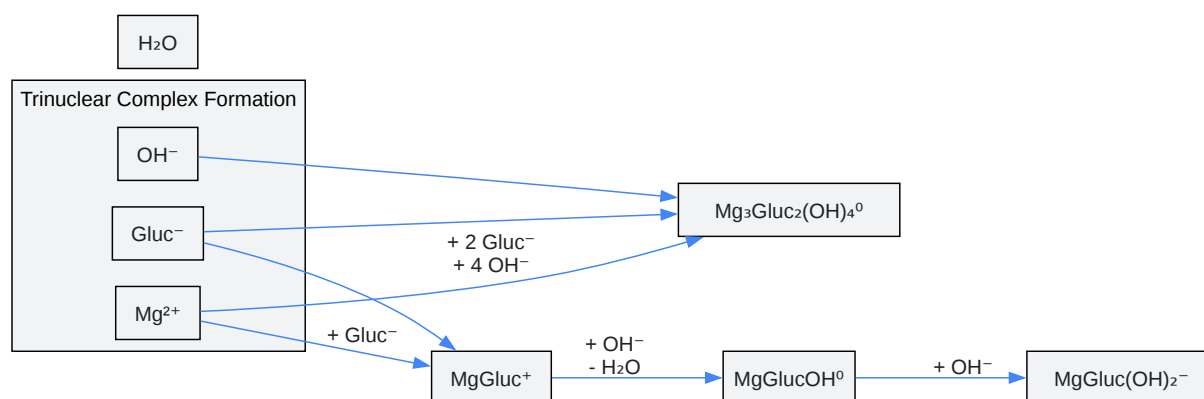 H₂O
Trinuclear Complex Formation
OH⁻
Gluc⁻
Mg²⁺
+ 2 Gluc⁻
+ 4 OH⁻
Mg₃Gluc₂(OH)₄⁰
+ Gluc⁻
MgGluc⁺
+ OH⁻
- H₂O
MgGlucOH⁰
+ OH⁻
MgGluc(OH)₂⁻